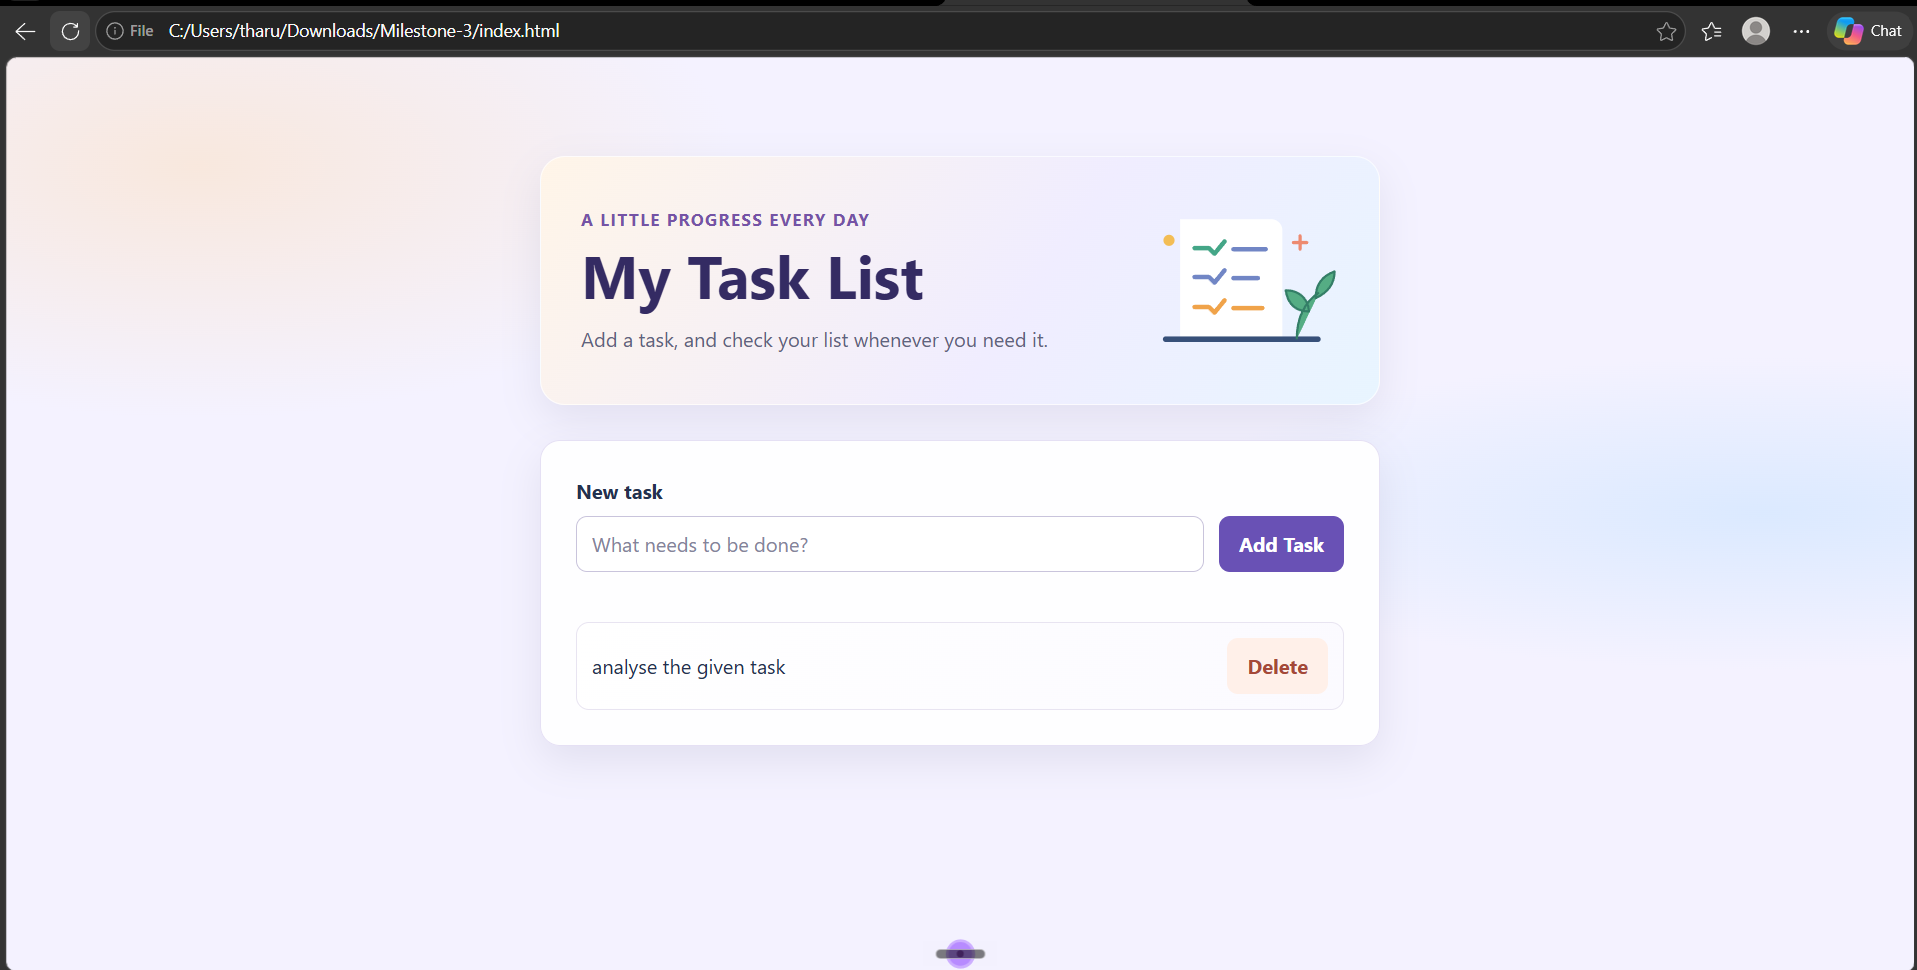 File C:/Users/tharu/Downloads/Milestone-3/index.html
Chat
A LITTLE PROGRESS EVERY DAY
My Task List
Add a task, and check your list whenever you need it.
New task
What needs to be done?
Add Task
analyse the given task
Delete